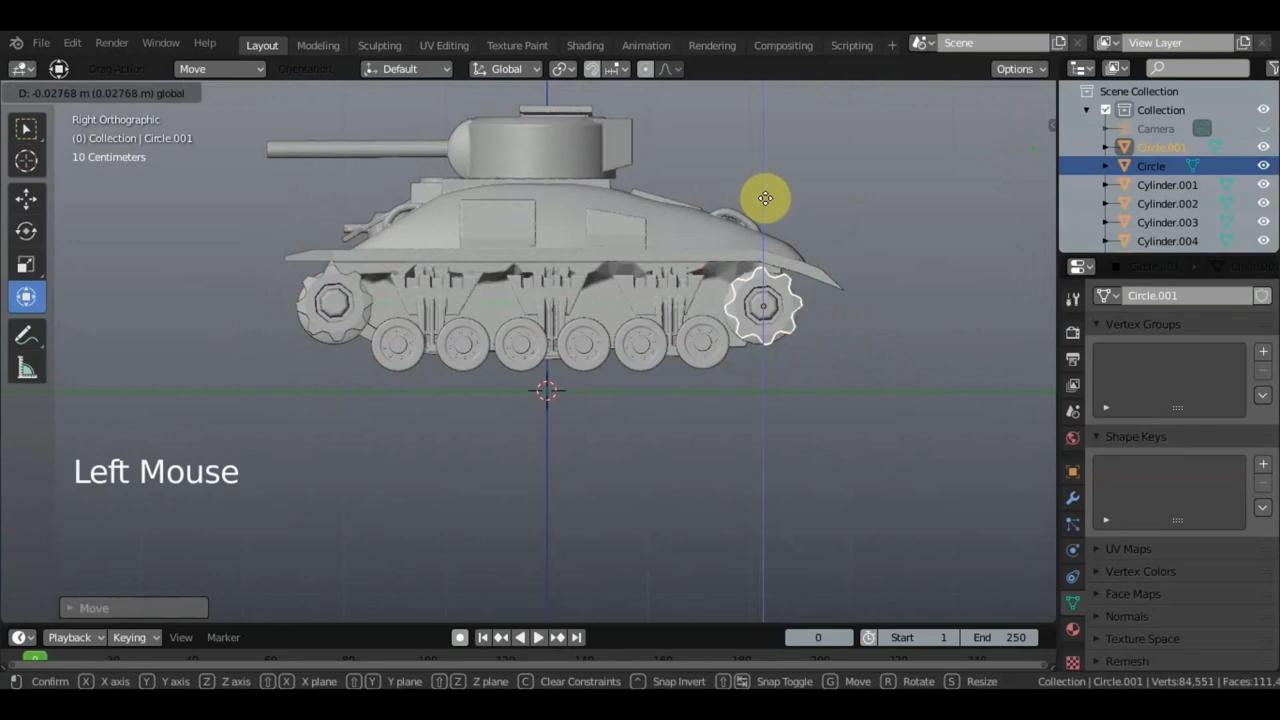 File Edit Render Window Help Layout Modeling Sculpting UV Editing Texture Paint Shading Animation Rendering Compositing Scripting + Scene View Layer
Drag Action Move Orientation Default Global Options
D: -0.02768 m (0.02768 m) global
Right Orthographic
(0) Collection | Circle.001
10 Centimeters
Scene Collection
Collection
Camera
Circle.001
Circle
Cylinder.001
Cylinder.002
Cylinder.003
Cylinder.004
Circle.001
Vertex Groups
Shape Keys
UV Maps
Vertex Colors
Face Maps
Normals
Texture Space
Remesh
Left Mouse
Move
Playback Keying View Marker 0 Start 1 End 250
0
Confirm X X axis Y Y axis Z Z axis X X plane Y Y plane Z Z plane C Clear Constraints Snap Invert Snap Toggle G Move R Rotate S Resize Collection | Circle.001 | Verts:84,551 | Faces:111,4